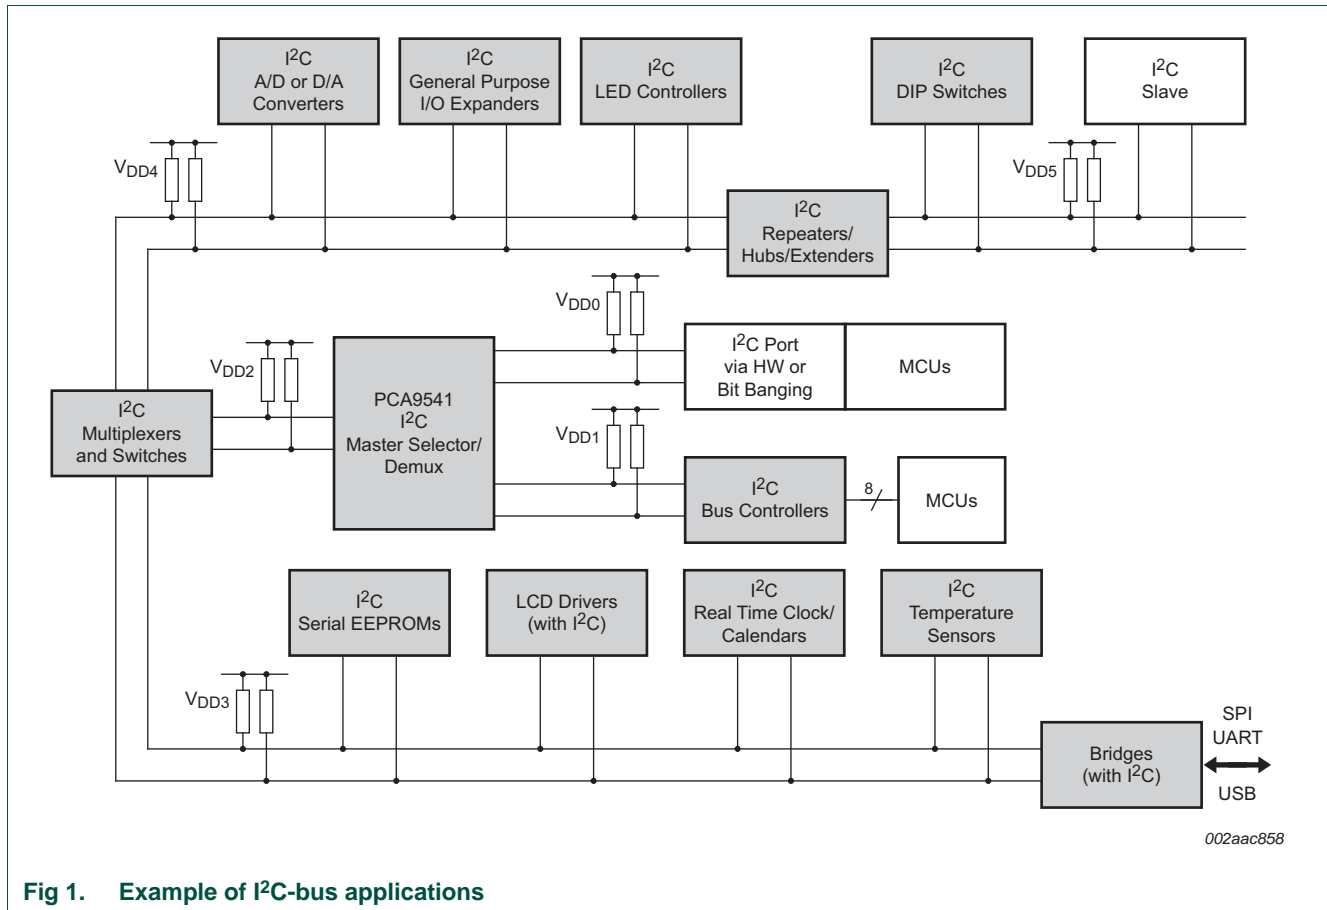 I2C
A/D or D/A
Converters
I2C
General Purpose
I/O Expanders
I2C
LED Controllers
I2C
DIP Switches
I2C
Slave
VDD4
VDD5
I2C
Repeaters/
Hubs/Extenders
VDD0
I2C Port
via HW or
Bit Banging
MCUs
VDD2
PCA9541
I2C
Master Selector/
Demux
I2C
Multiplexers
and Switches
VDD1
I2C
Bus Controllers
8
MCUs
I2C
Serial EEPROMs
LCD Drivers
(with I2C)
I2C
Real Time Clock/
Calendars
I2C
Temperature
Sensors
VDD3
Bridges
(with I2C)
SPI
UART
USB
002aac858
Fig 1. Example of I2C-bus applications